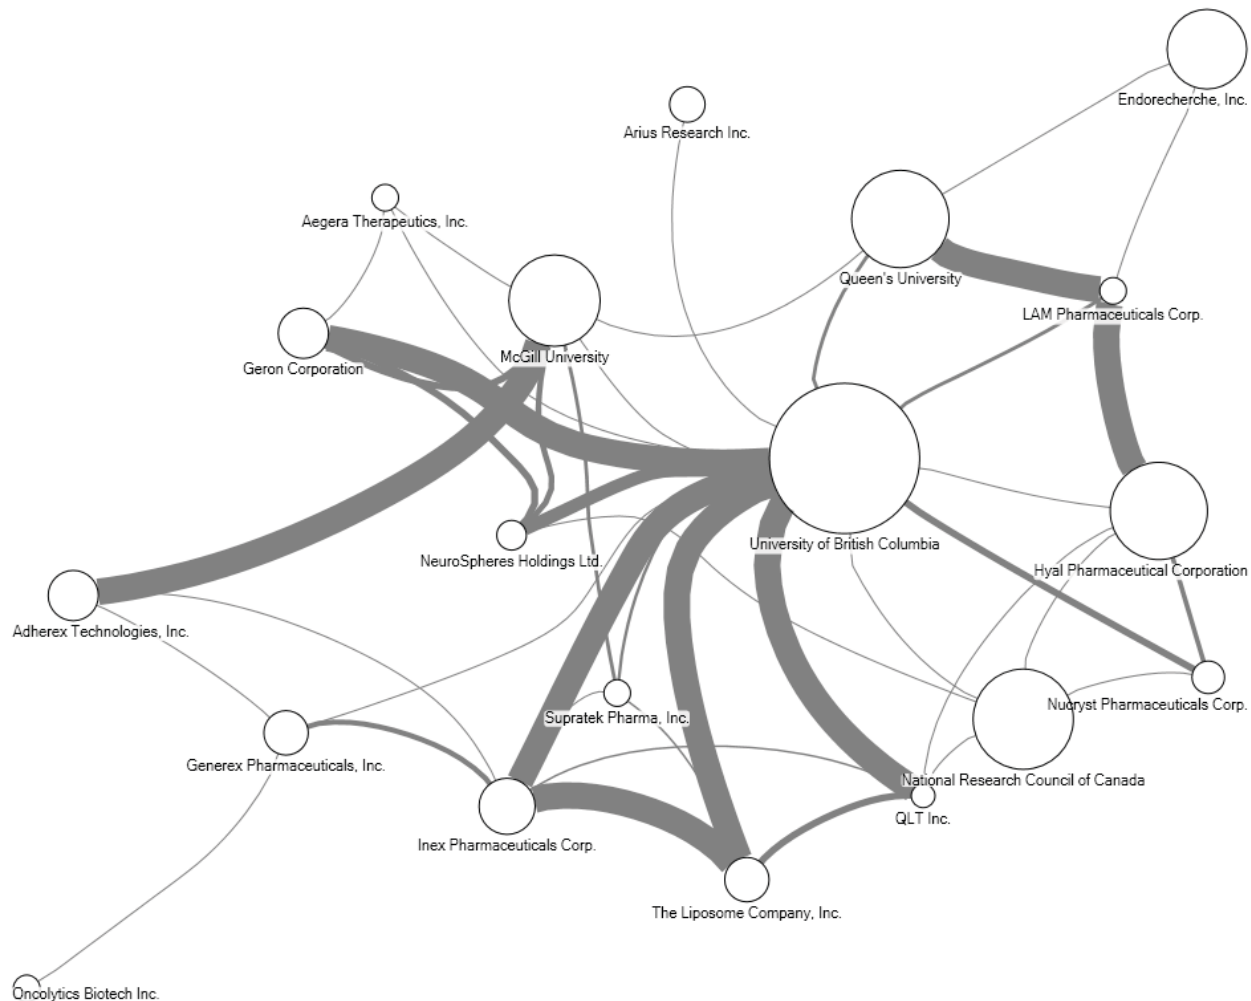 Endorecherche, Inc.
Arius Research Inc.
Aegera Therapeutics, Inc.
Queen's University
LAM Pharmaceuticals Corp.
McGill University
Geron Corporation
University of British Columbia
NeuroSpheres Holdings Ltd.
Hyal Pharmaceutical Corporation
Adherex Technologies, Inc.
Nucryst Pharmaceuticals Corp.
Supratek Pharma, Inc.
Generex Pharmaceuticals, Inc.
National Research Council of Canada
QLT Inc.
Inex Pharmaceuticals Corp.
The Liposome Company, Inc.
Oncolytics Biotech Inc.